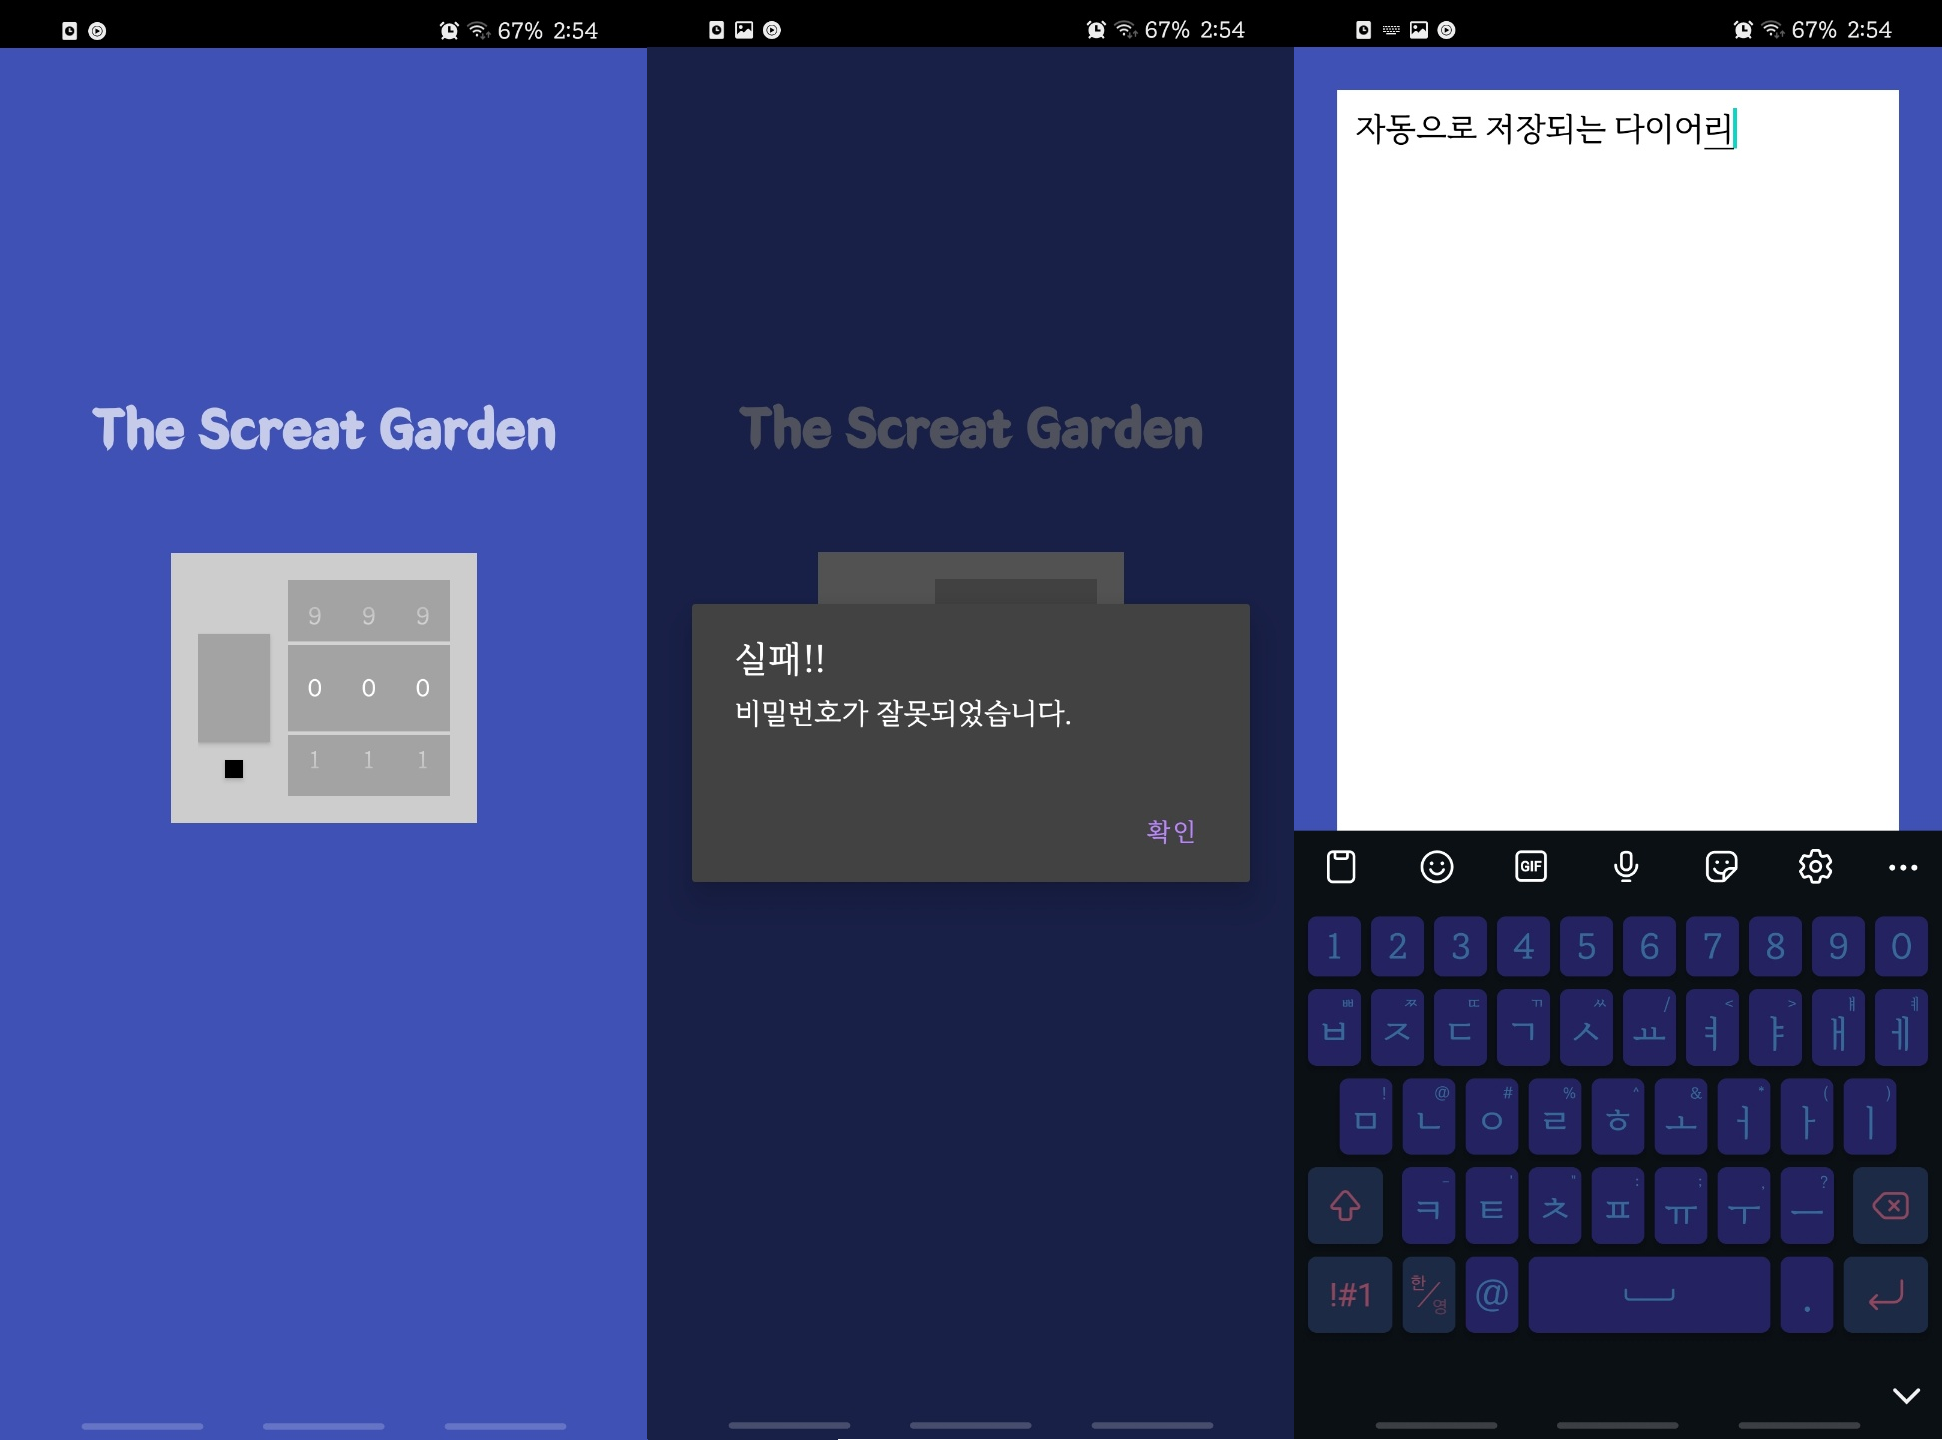 67% 2:54
The Screat Garden
9 9 9
0 0 0
1 1 1
67% 2:54
The Screat Garden
실패!!
비밀번호가 잘못되었습니다.
확인
67% 2:54
자동으로 저장되는 다이어리
GIF
1 2 3 4 5 6 7 8 9 0
ㅃ ㅉ ㄸ ㄲ ㅆ / < > ㅒ ㅖ
ㅂ ㅈ ㄷ ㄱ ㅅ ㅛ ㅕ ㅑ ㅐ ㅔ
! @ # % ^ & * ( )
ㅁ ㄴ ㅇ ㄹ ㅎ ㅗ ㅓ ㅏ ㅣ
- ' " : ; , ?
ㅋ ㅌ ㅊ ㅍ ㅠ ㅜ ㅡ
!#1 한/영 @ .